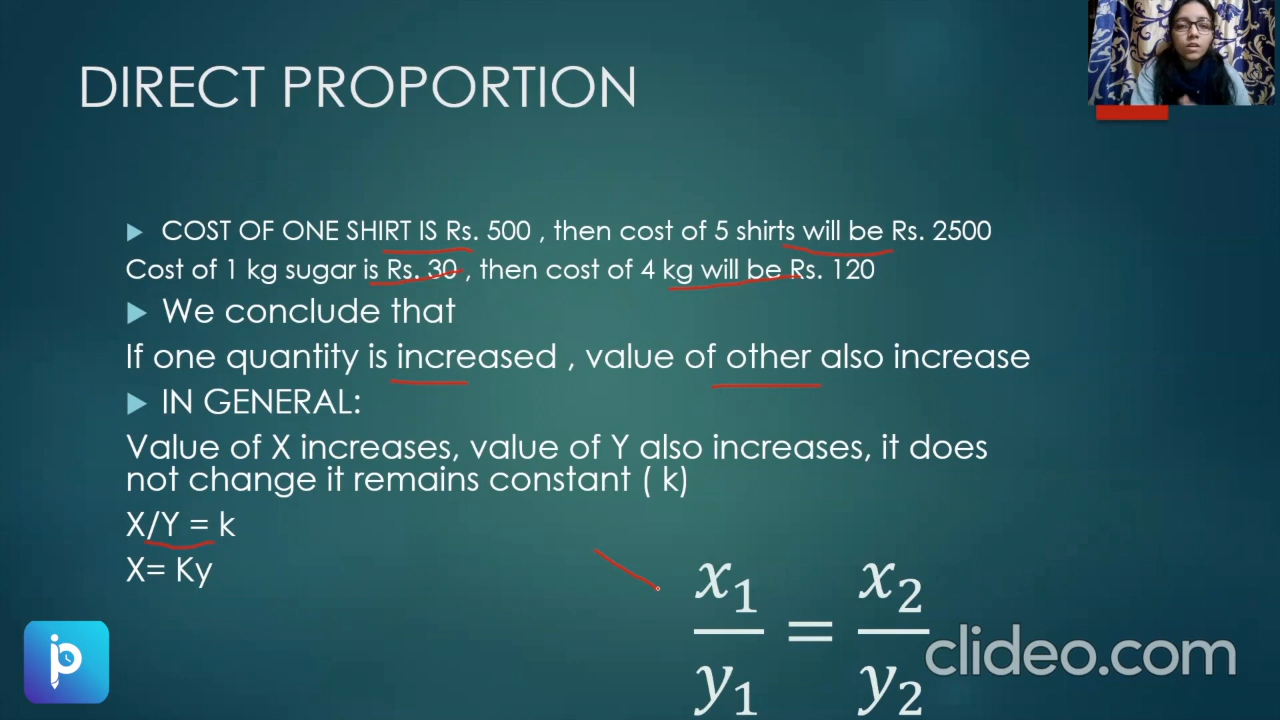 DIRECT PROPORTION
COST OF ONE SHIRT IS Rs. 500 , then cost of 5 shirts will be Rs. 2500
Cost of 1 kg sugar is Rs. 30 , then cost of 4 kg will be Rs. 120
We conclude that
If one quantity is increased , value of other also increase
IN GENERAL:
Value of X increases, value of Y also increases, it does
not change it remains constant ( k)
X/Y = k
X= Ky
x₁/y₁ = x₂/y₂
clideo.com